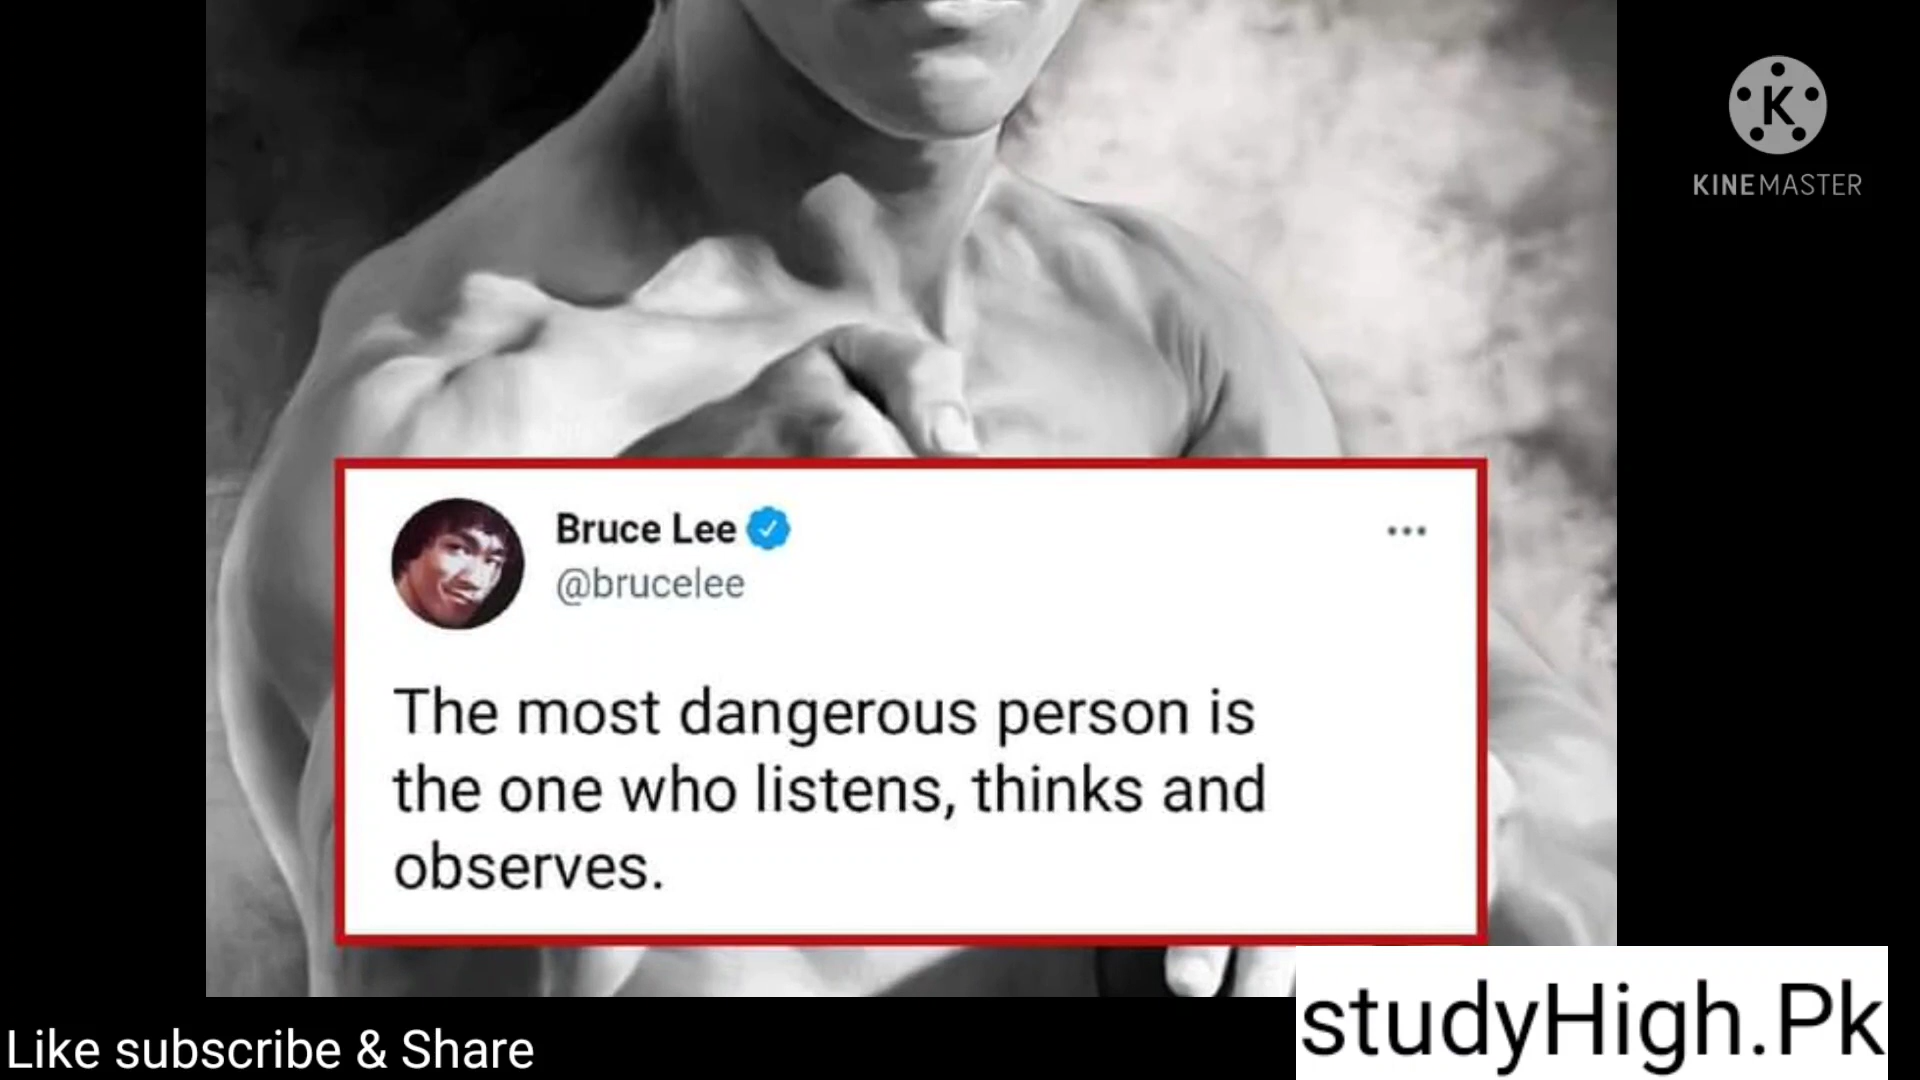 K
KINEMASTER
Bruce Lee
@brucelee
The most dangerous person is
the one who listens, thinks and
observes.
studyHigh.Pk
Like subscribe & Share